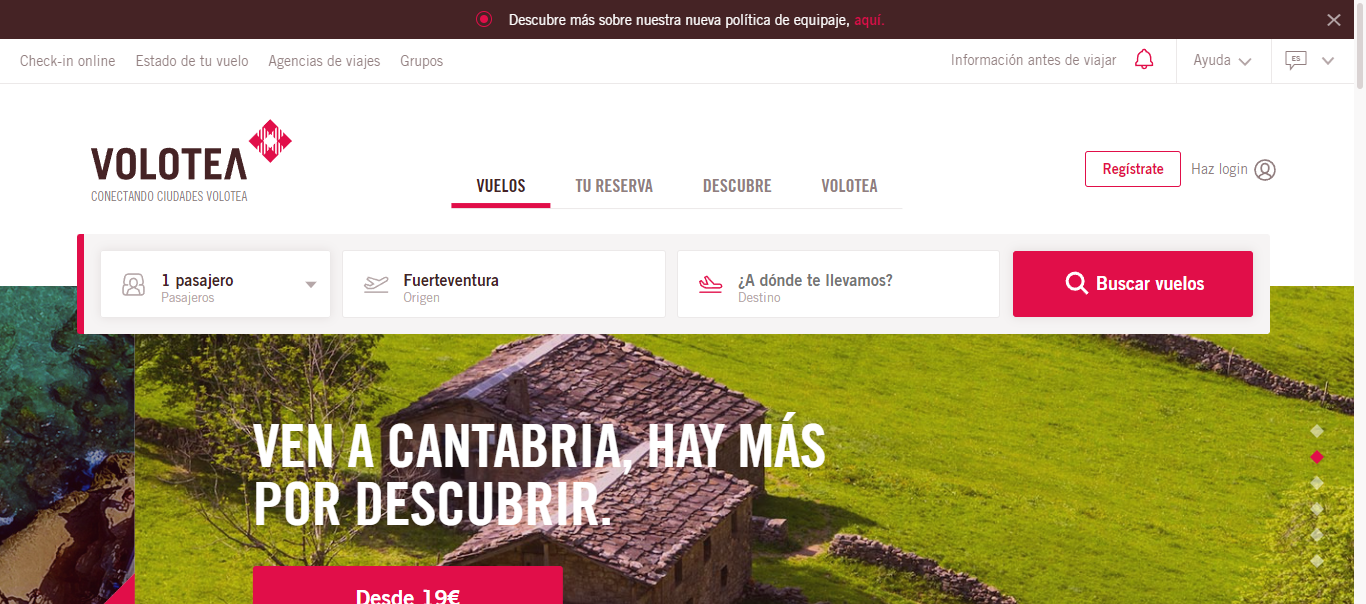 Descubre más sobre nuestra nueva política de equipaje, aquí.
Check-in online Estado de tu vuelo Agencias de viajes Grupos Información antes de viajar Ayuda ES
VOLOTEA
CONECTANDO CIUDADES VOLOTEA
VUELOS TU RESERVA DESCUBRE VOLOTEA
Regístrate Haz login
1 pasajero
Pasajeros
Fuerteventura
Origen
¿A dónde te llevamos?
Destino
Buscar vuelos
VEN A CANTABRIA, HAY MÁS
POR DESCUBRIR.
Desde 19€